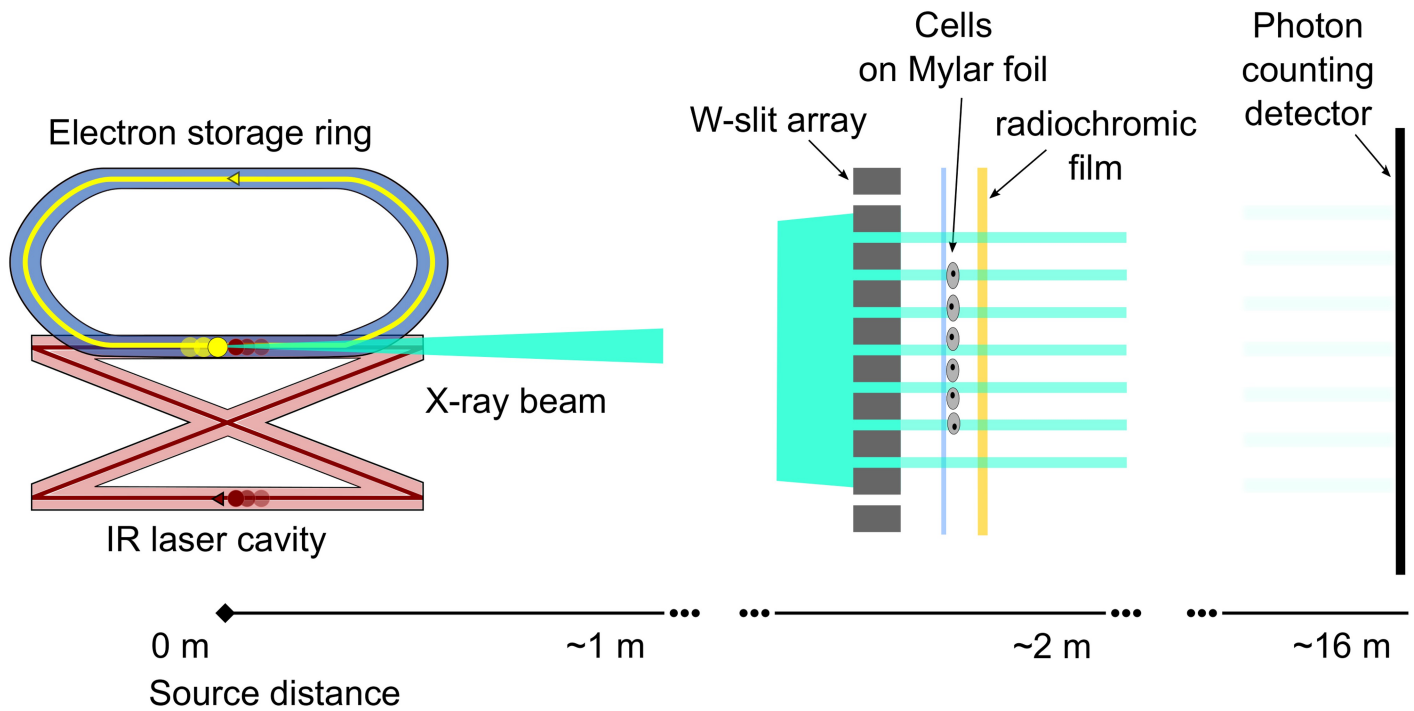 Electron storage ring
X-ray beam
IR laser cavity
W-slit array
Cells
on Mylar foil
radiochromic
film
Photon
counting
detector
0 m
~1 m
~2 m
~16 m
Source distance